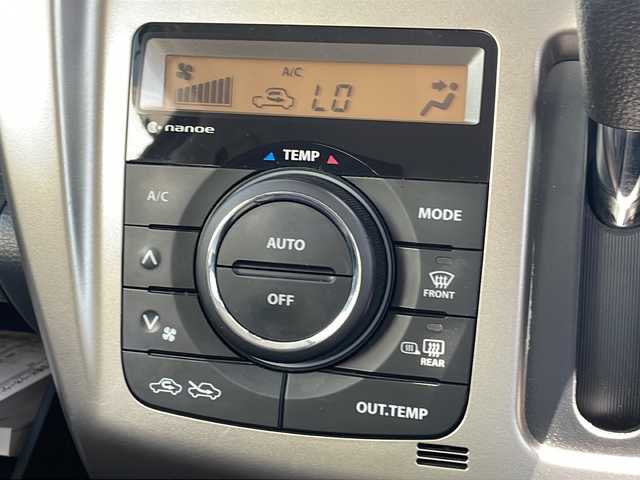 A/C
LO
nanoe
TEMP
A/C
MODE
AUTO
OFF
FRONT
REAR
OUT.TEMP